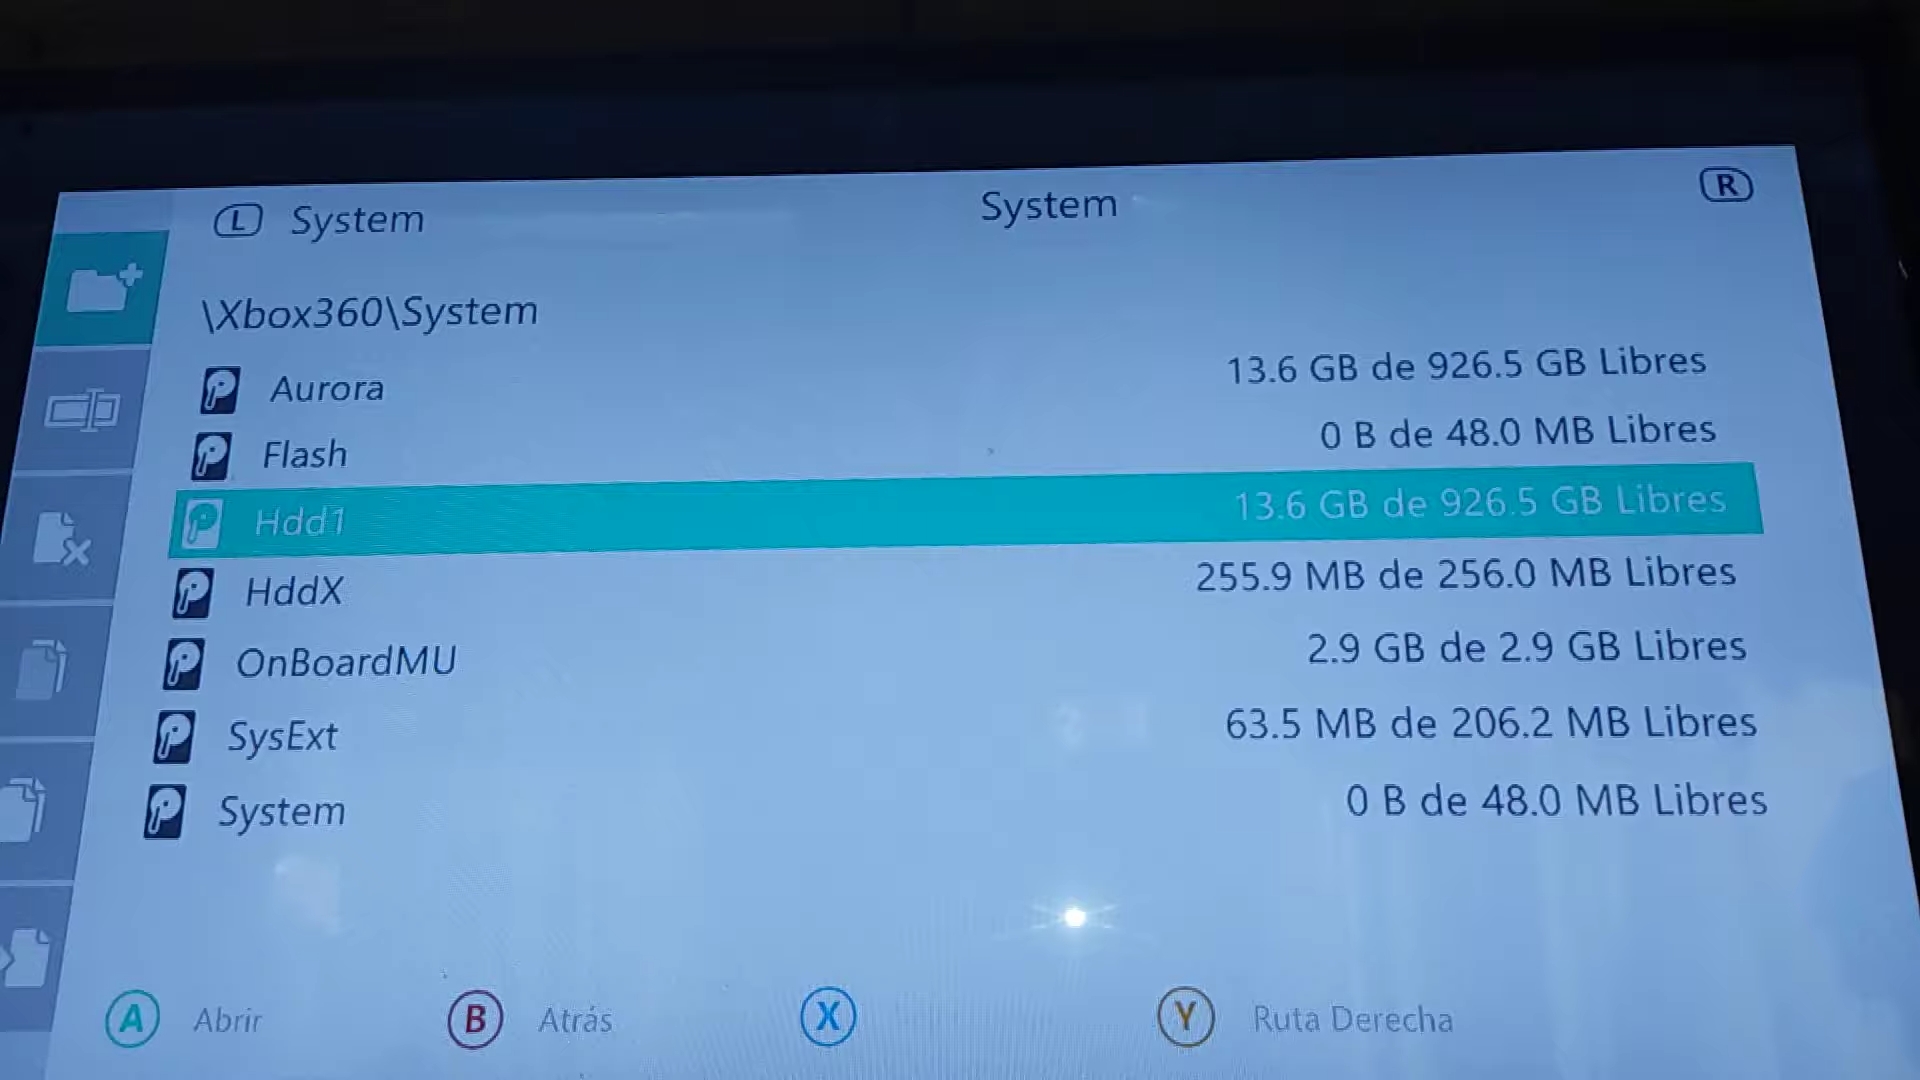 L System System R
\Xbox360\System
Aurora 13.6 GB de 926.5 GB Libres
Flash 0 B de 48.0 MB Libres
Hdd1 13.6 GB de 926.5 GB Libres
HddX 255.9 MB de 256.0 MB Libres
OnBoardMU 2.9 GB de 2.9 GB Libres
SysExt 63.5 MB de 206.2 MB Libres
System 0 B de 48.0 MB Libres
A Abrir B Atrás X Y Ruta Derecha